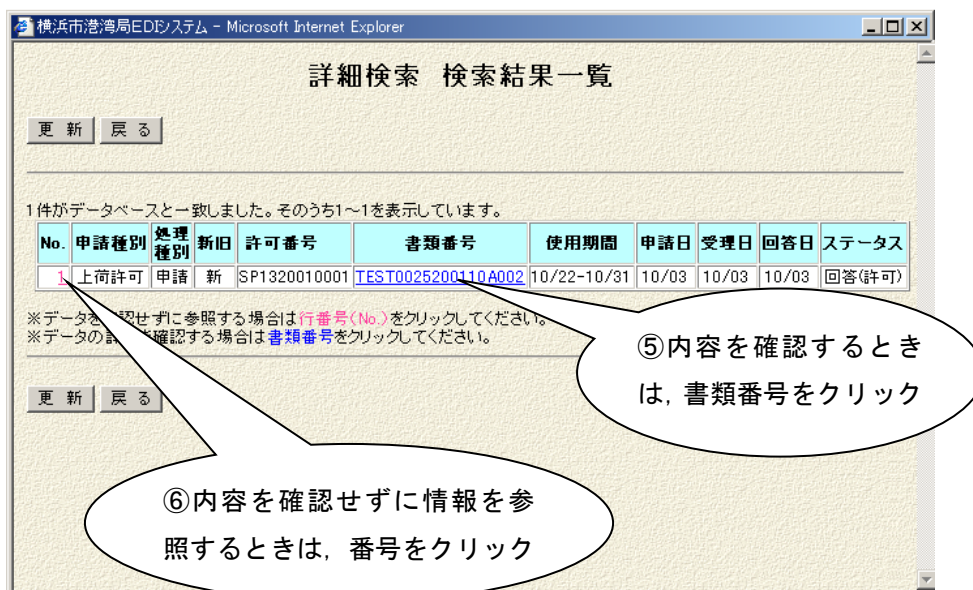 横浜市港湾局EDIシステム - Microsoft Internet Explorer
詳細検索 検索結果一覧
更 新 戻 る
1件がデータベースと一致しました。そのうち1~1を表示しています。
No. 申請種別 処理種別 新旧 許可番号 書類番号 使用期間 申請日 受理日 回答日 ステータス
1 上荷許可 申請 新 SP1320010001 TEST0025200110A002 10/22-10/31 10/03 10/03 10/03 回答(許可)
※データを確認せずに参照する場合は行番号(No.)をクリックしてください。
※データの詳細を確認する場合は書類番号をクリックしてください。
更 新 戻 る
⑤内容を確認するとき
は,書類番号をクリック
⑥内容を確認せずに情報を参
照するときは,番号をクリック